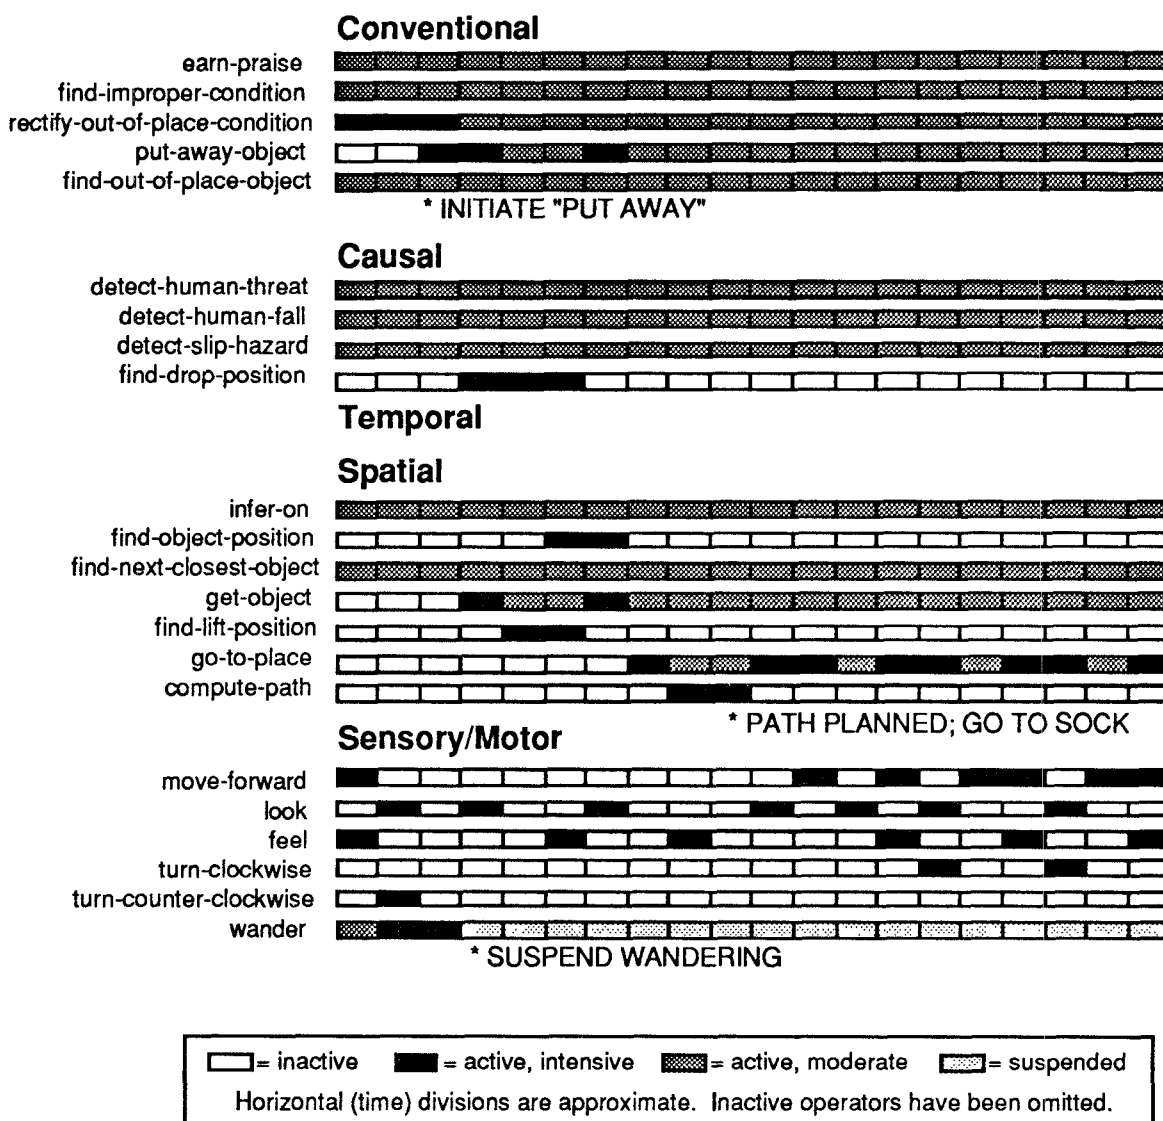 Conventional
earn-praise
find-improper-condition
rectify-out-of-place-condition
put-away-object
find-out-of-place-object
* INITIATE "PUT AWAY"
Causal
detect-human-threat
detect-human-fall
detect-slip-hazard
find-drop-position
Temporal
Spatial
infer-on
find-object-position
find-next-closest-object
get-object
find-lift-position
go-to-place
compute-path
* PATH PLANNED; GO TO SOCK
Sensory/Motor
move-forward
look
feel
turn-clockwise
turn-counter-clockwise
wander
* SUSPEND WANDERING
= inactive = active, intensive = active, moderate = suspended
Horizontal (time) divisions are approximate. Inactive operators have been omitted.